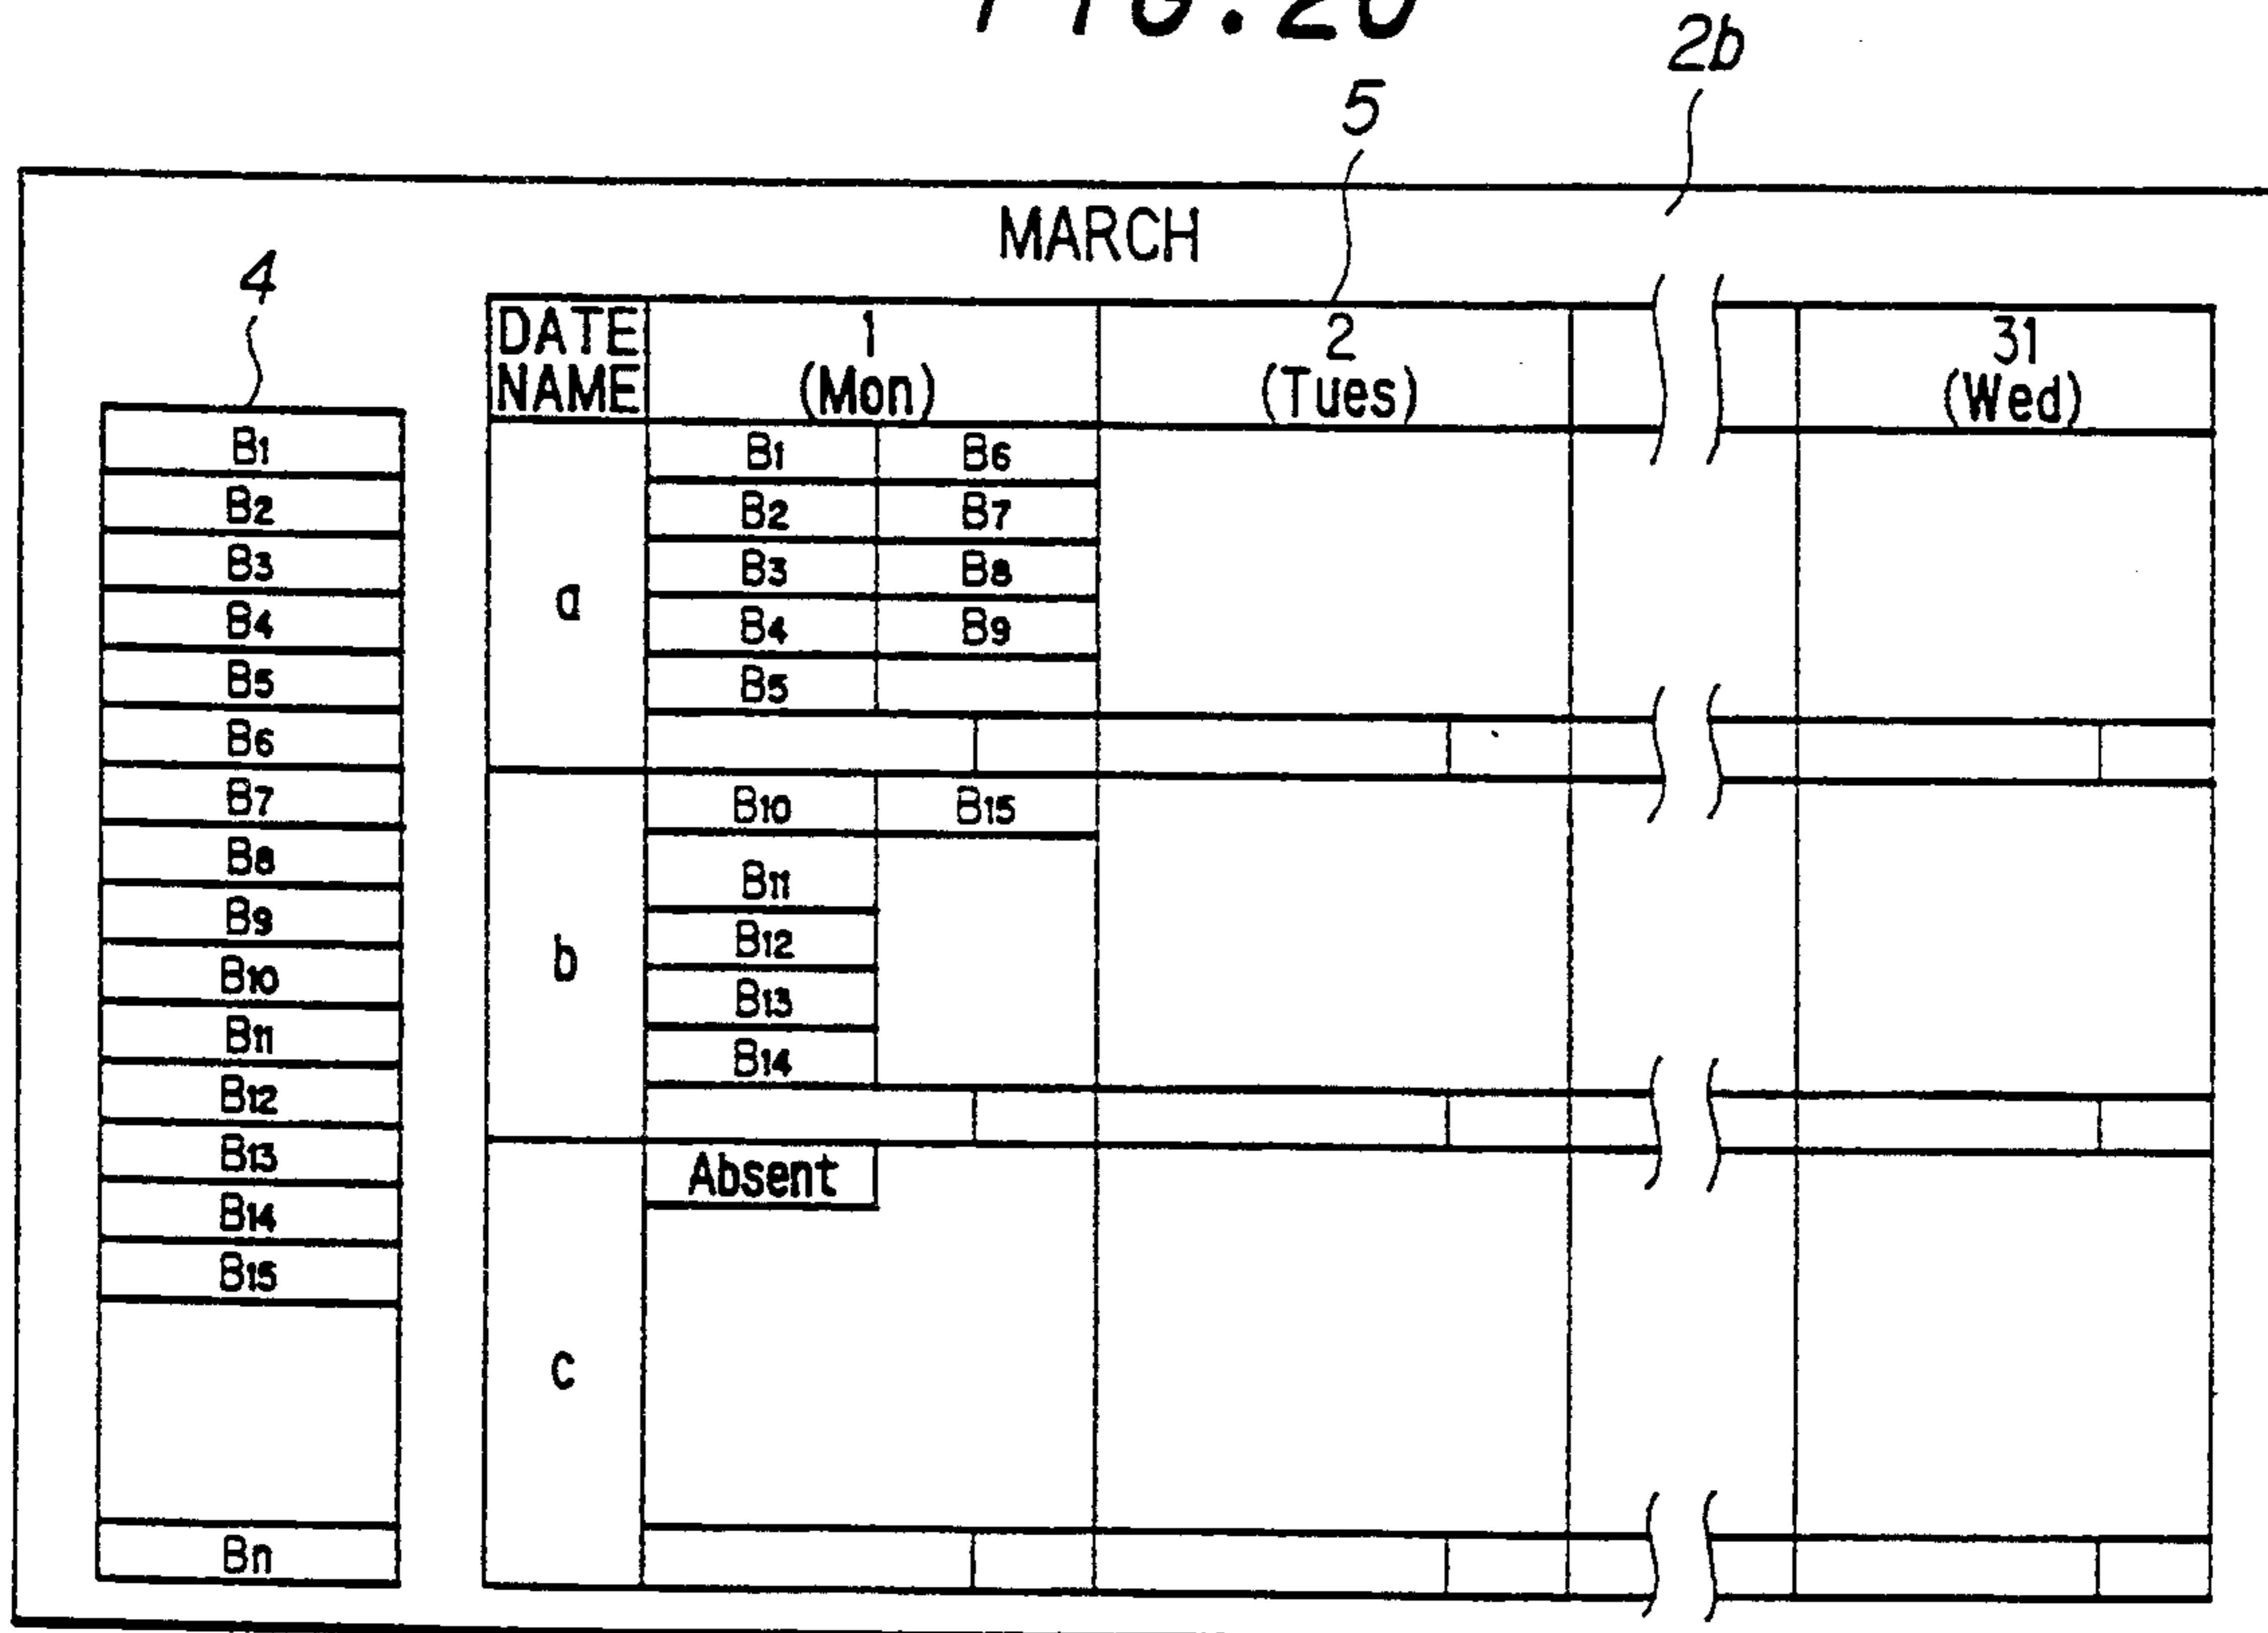 FIG. 20
2b
5
MARCH
4
DATE NAME 1 (Mon) 2 (Tues) 31 (Wed)
B1
B2
B3
B4
B5
B6
B7
B8
B9
B10
B11
B12
B13
B14
B15
Bn
a
B1 B6
B2 B7
B3 B8
B4 B9
B5
b
B10 B15
B11
B12
B13
B14
c
Absent